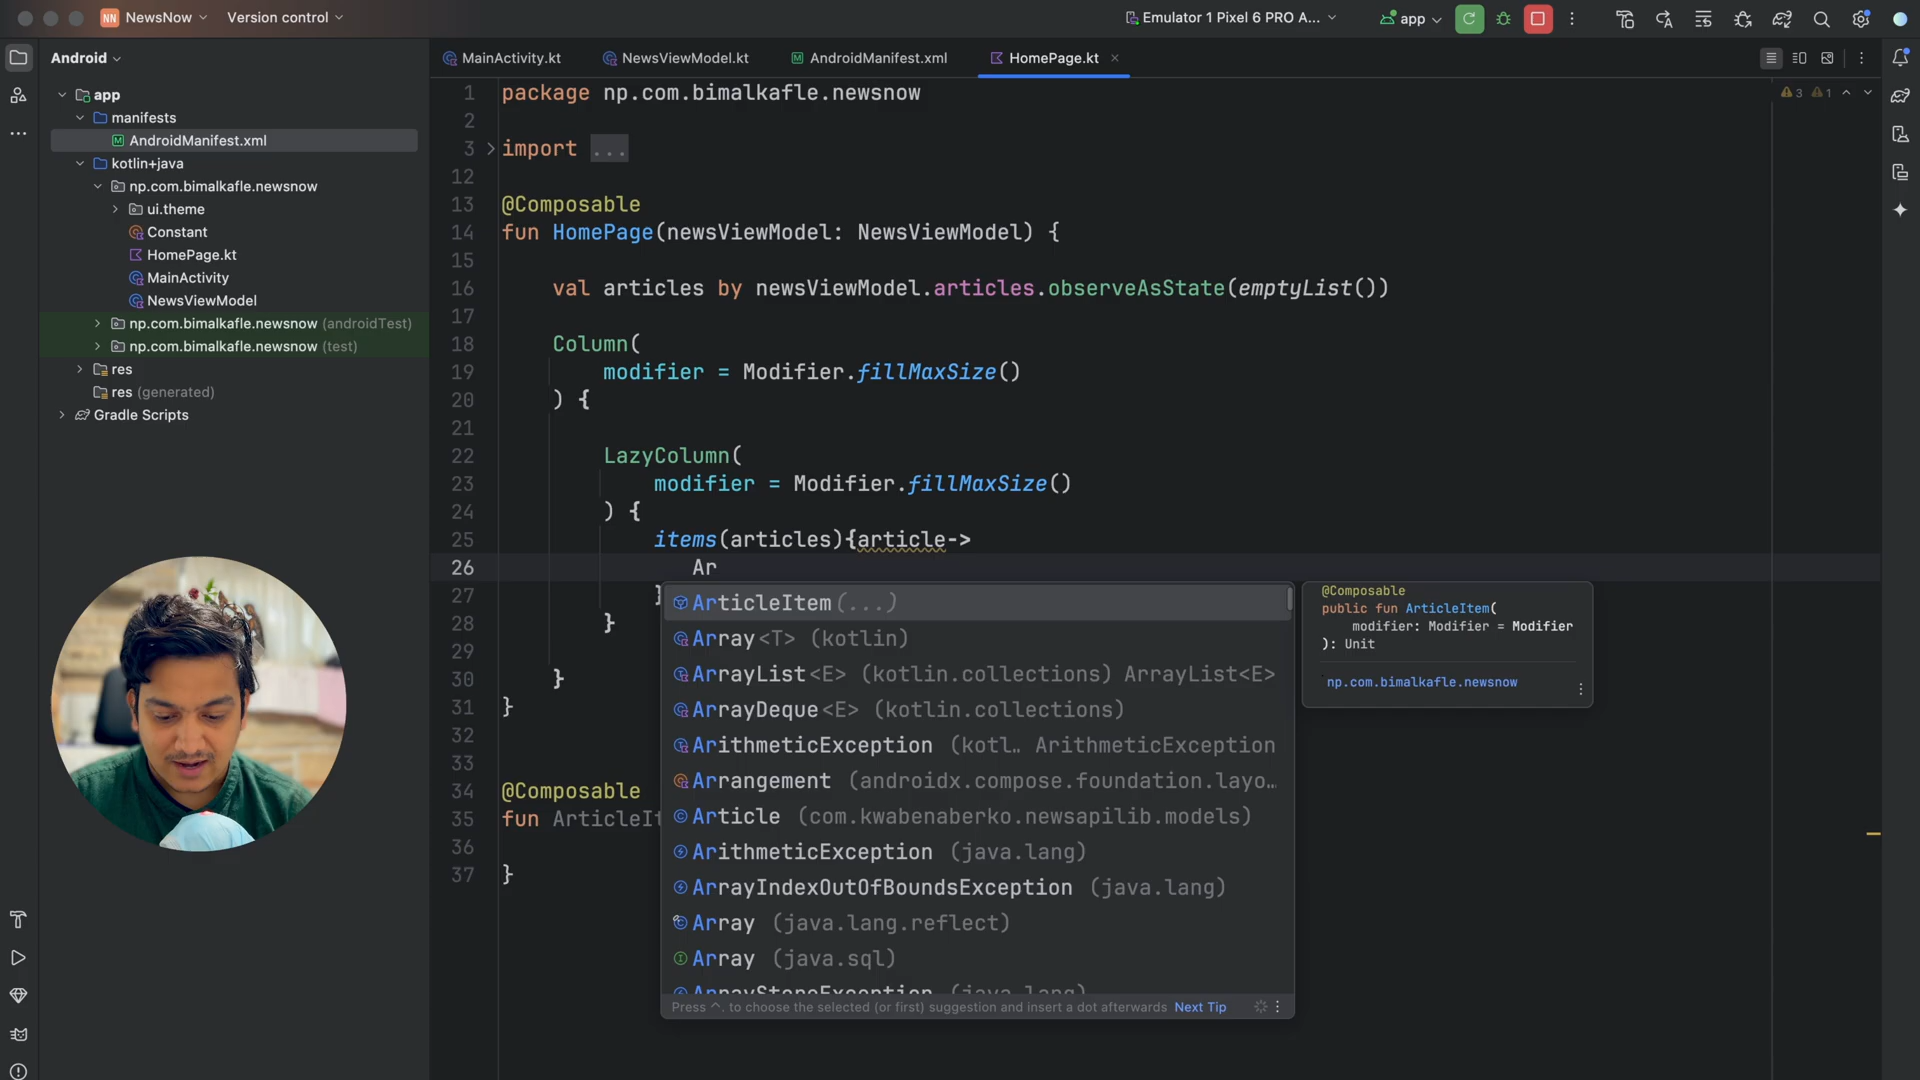 NN NewsNow Version control Emulator 1 Pixel 6 PRO A... app
Android
MainActivity.kt NewsViewModel.kt AndroidManifest.xml HomePage.kt
app
manifests
AndroidManifest.xml
kotlin+java
np.com.bimalkafle.newsnow
ui.theme
Constant
HomePage.kt
MainActivity
NewsViewModel
np.com.bimalkafle.newsnow (androidTest)
np.com.bimalkafle.newsnow (test)
res
res (generated)
Gradle Scripts
3 1
1 package np.com.bimalkafle.newsnow
2
3 import ...
12
13 @Composable
14 fun HomePage(newsViewModel: NewsViewModel) {
15
16 val articles by newsViewModel.articles.observeAsState(emptyList())
17
18 Column(
19 modifier = Modifier.fillMaxSize()
20 ) {
21
22 LazyColumn(
23 modifier = Modifier.fillMaxSize()
24 ) {
25 items(articles){article->
26 Ar
27 }
28 }
29
30 }
31 }
32
33
34 @Composable
35 fun ArticleIt
36
37 }
ArticleItem(...)
Array<T> (kotlin)
ArrayList<E> (kotlin.collections) ArrayList<E>
ArrayDeque<E> (kotlin.collections)
ArithmeticException (kotl… ArithmeticException
Arrangement (androidx.compose.foundation.layo…
Article (com.kwabenaberko.newsapilib.models)
ArithmeticException (java.lang)
ArrayIndexOutOfBoundsException (java.lang)
Array (java.lang.reflect)
Array (java.sql)
ArrayStoreException (java.lang)
Press ^. to choose the selected (or first) suggestion and insert a dot afterwards Next Tip
@Composable
public fun ArticleItem(
modifier: Modifier = Modifier
): Unit
np.com.bimalkafle.newsnow